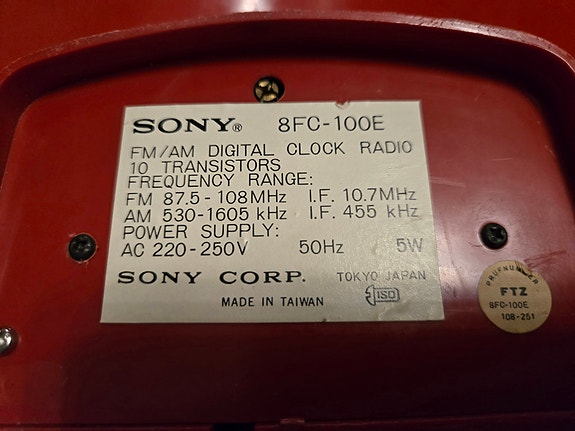 SONY® 8FC-100E
FM/AM DIGITAL CLOCK RADIO
10 TRANSISTORS
FREQUENCY RANGE:
FM 87.5-108MHz I.F. 10.7MHz
AM 530-1605 kHz I.F. 455 kHz
POWER SUPPLY:
AC 220-250V 50Hz 5W
SONY CORP. TOKYO JAPAN
MADE IN TAIWAN ISO
PRÜFNUMMER
FTZ
8FC-100E
108-251